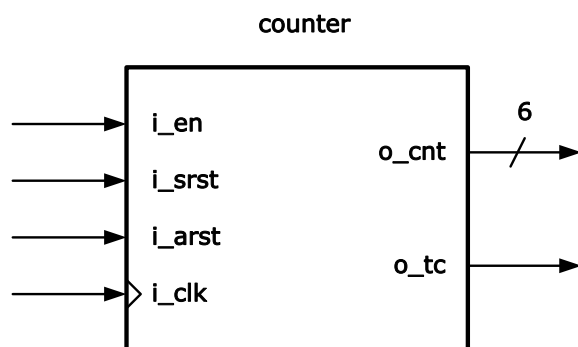 counter
i_en
i_srst
i_arst
i_clk
o_cnt
6
o_tc